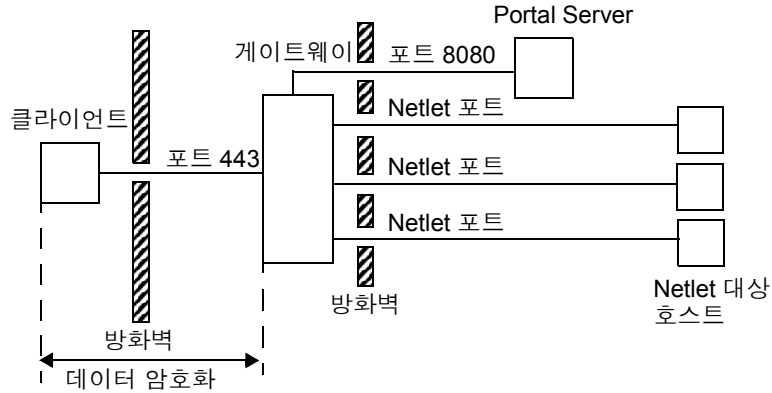 Portal Server
게이트웨이
포트 8080
클라이언트
Netlet 포트
포트 443
Netlet 포트
Netlet 포트
Netlet 대상
호스트
방화벽
방화벽
데이터 암호화